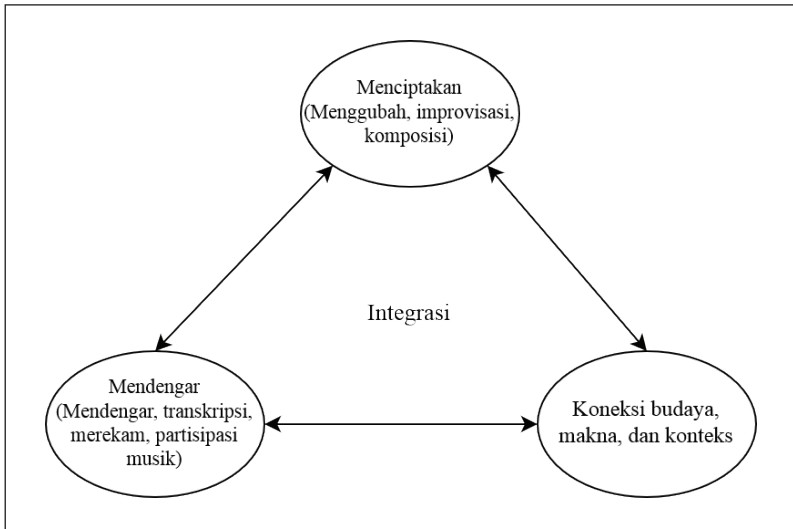 Menciptakan
(Menggubah, improvisasi,
komposisi)
Integrasi
Mendengar
(Mendengar, transkripsi,
merekam, partisipasi
musik)
Koneksi budaya,
makna, dan konteks